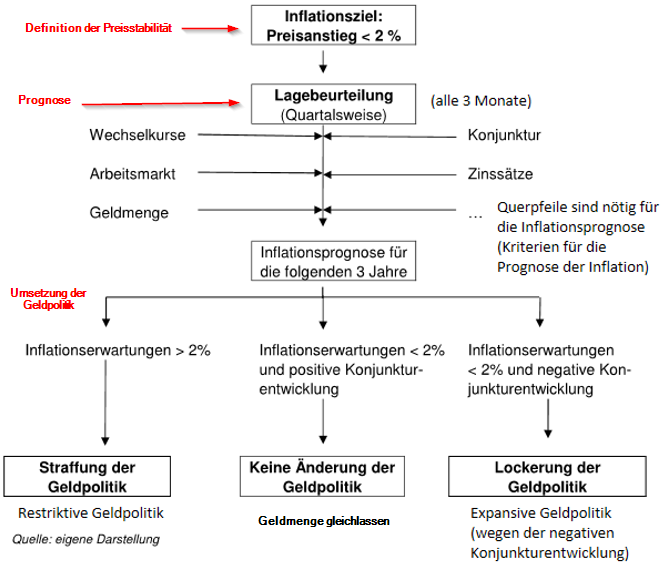 Definition der Preisstabilität
Inflationsziel:
Preisanstieg < 2 %
Prognose
Lagebeurteilung
(Quartalsweise)
(alle 3 Monate)
Wechselkurse
Konjunktur
Arbeitsmarkt
Zinssätze
Geldmenge
...
Querpfeile sind nötig für
die Inflationsprognose
(Kriterien für die
Prognose der Inflation)
Inflationsprognose für
die folgenden 3 Jahre
Umsetzung der
Geldpolitik
Inflationserwartungen > 2%
Inflationserwartungen < 2%
und positive Konjunktur-
entwicklung
Inflationserwartungen
< 2% und negative Kon-
junkturentwicklung
Straffung der
Geldpolitik
Keine Änderung der
Geldpolitik
Lockerung der
Geldpolitik
Restriktive Geldpolitik
Geldmenge gleichlassen
Expansive Geldpolitik
(wegen der negativen
Konjunkturentwicklung)
Quelle: eigene Darstellung